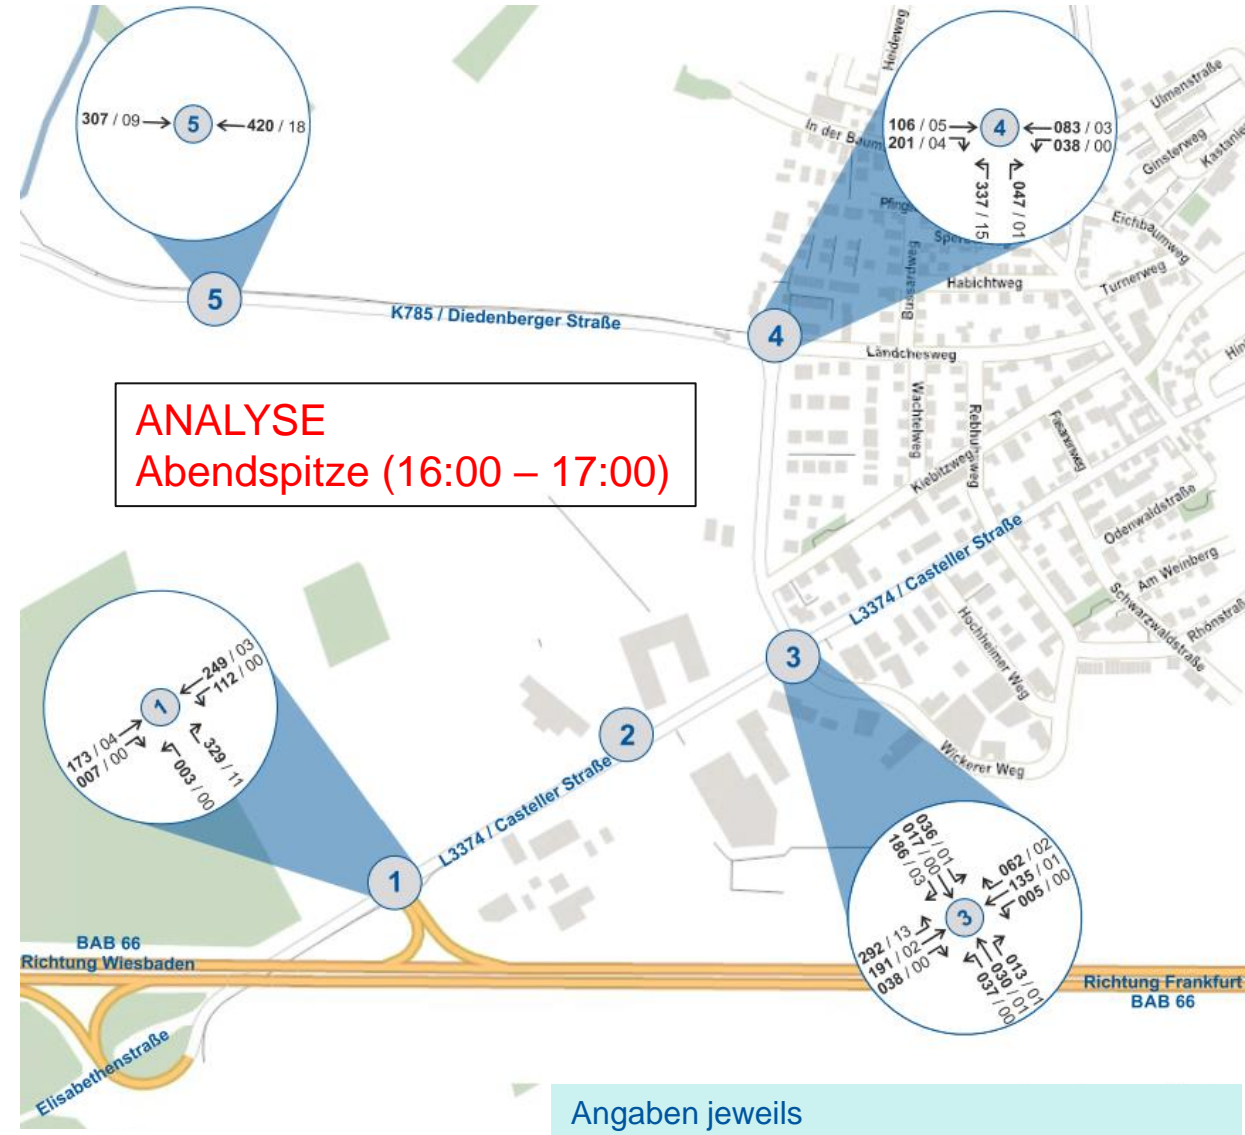 307 / 09
5
420 / 18
106 / 05
201 / 04
4
083 / 03
038 / 00
337 / 15
047 / 01
Heideweg
Ulmenstraße
Ginsterweg
In der
Eichbaumweg
Turnerweg
Habichtweg
Bussardweg
Ländchesweg
5
K785 / Diedenberger Straße
4
ANALYSE
Abendspitze (16:00 – 17:00)
Wachtelweg
Rebhuhnweg
Fasanenweg
Kiebitzweg
Odenwaldstraße
Am Weinberg
Schwarzwaldstraße
L3374 / Casteller Straße
Hochheimer Weg
3
2
Wickerer Weg
249 / 03
112 / 00
1
173 / 04
007 / 00
329 / 11
003 / 00
L3374 / Casteller Straße
1
036 / 01
017 / 00
186 / 03
062 / 02
135 / 01
005 / 00
3
292 / 13
191 / 02
038 / 00
013 / 01
030 / 01
037 / 00
BAB 66
Richtung Wiesbaden
Richtung Frankfurt
BAB 66
Elisabethenstraße
Angaben jeweils